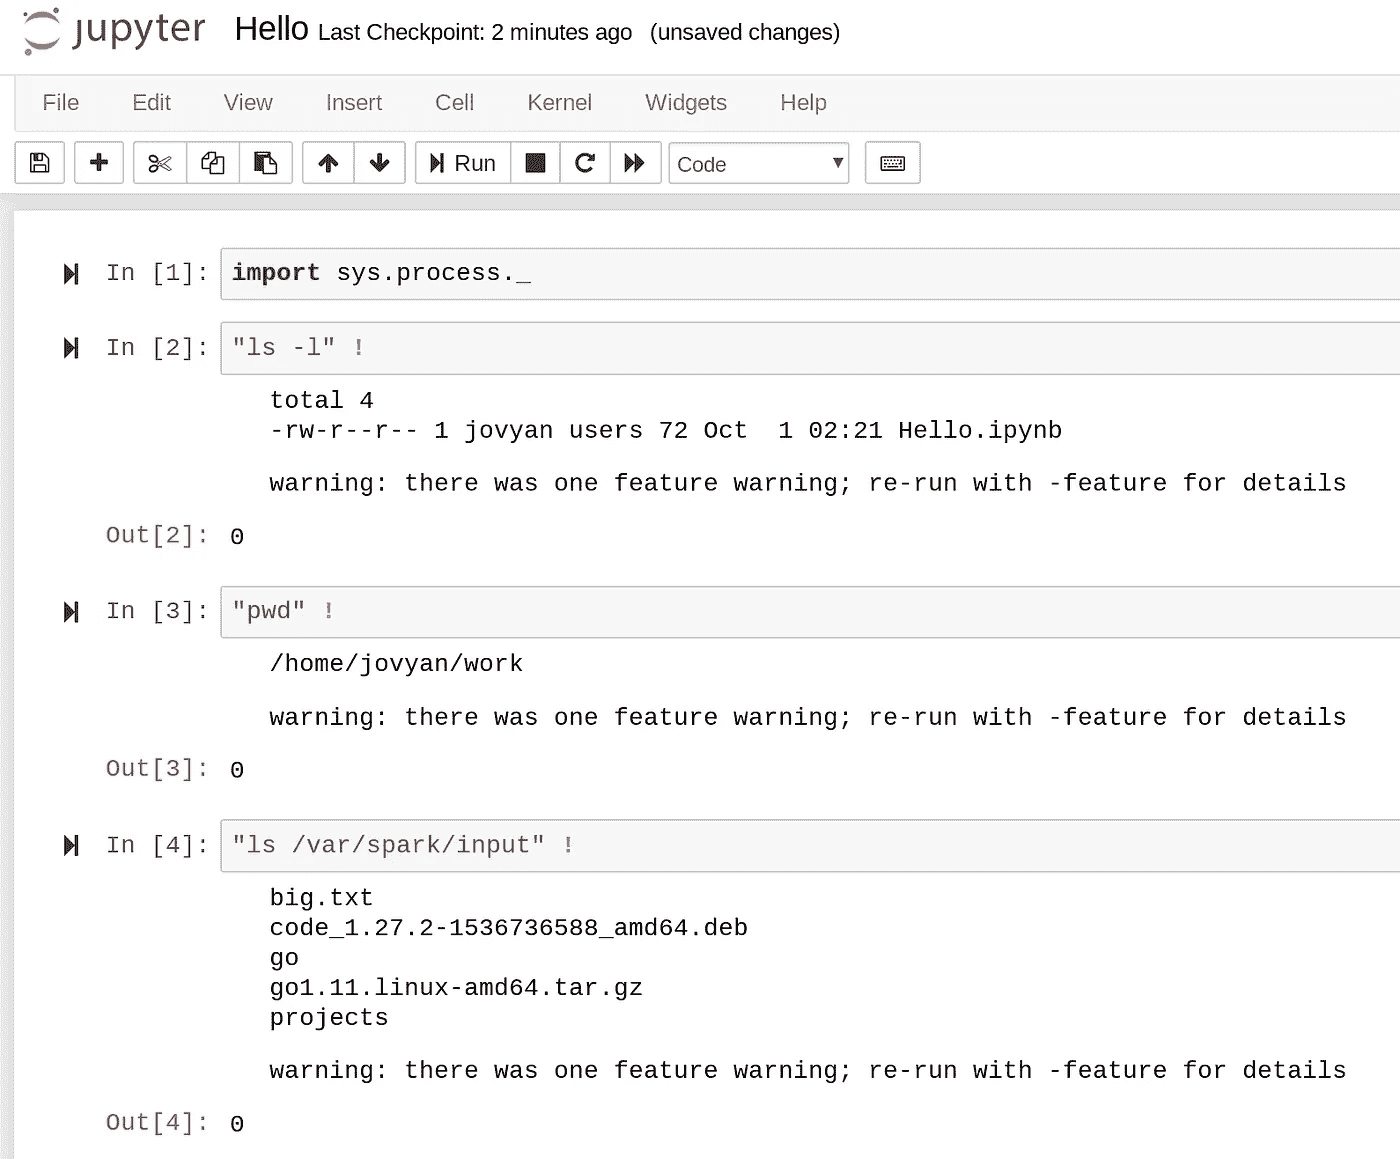 jupyter Hello Last Checkpoint: 2 minutes ago (unsaved changes)
File Edit View Insert Cell Kernel Widgets Help
Run Code
In [1]: import sys.process._
In [2]: "ls -l" !
total 4
-rw-r--r-- 1 jovyan users 72 Oct  1 02:21 Hello.ipynb
warning: there was one feature warning; re-run with -feature for details
Out[2]: 0
In [3]: "pwd" !
/home/jovyan/work
warning: there was one feature warning; re-run with -feature for details
Out[3]: 0
In [4]: "ls /var/spark/input" !
big.txt
code_1.27.2-1536736588_amd64.deb
go
go1.11.linux-amd64.tar.gz
projects
warning: there was one feature warning; re-run with -feature for details
Out[4]: 0